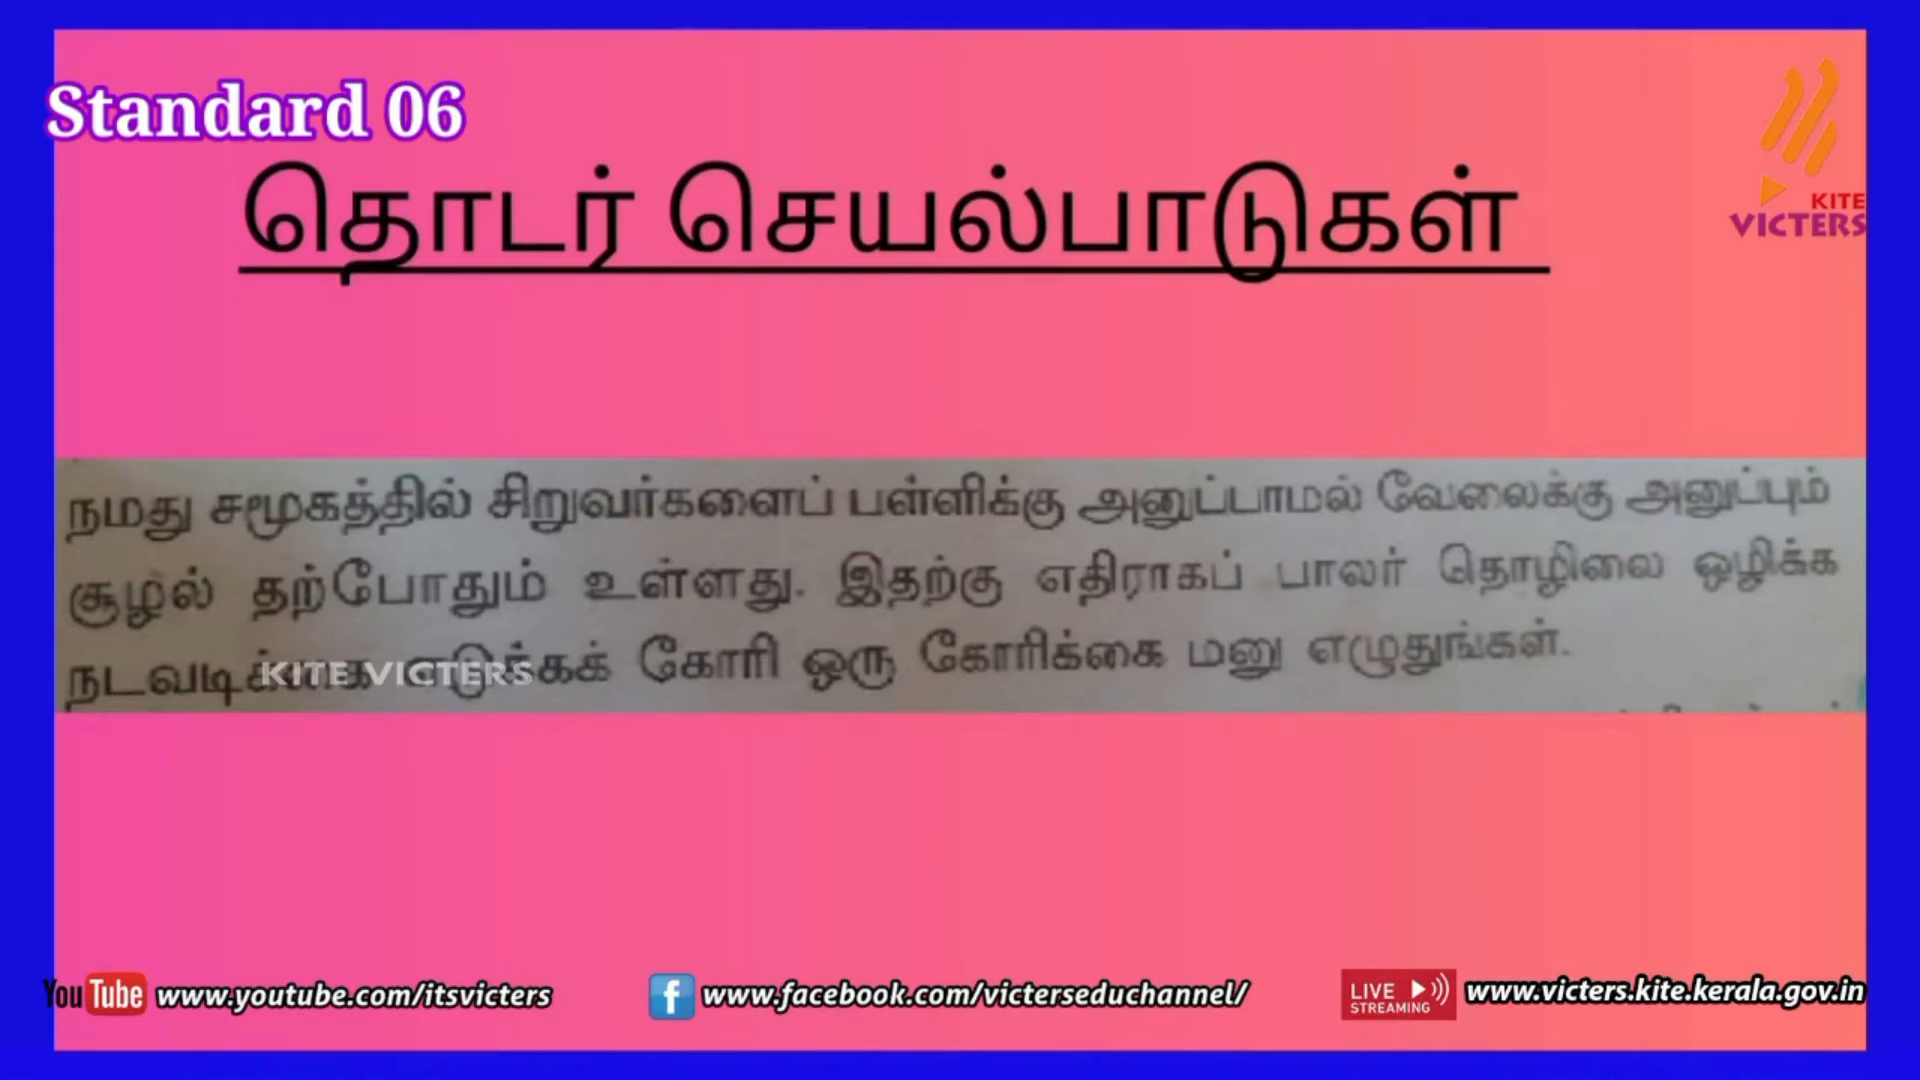 Standard 06
தொடர் செயல்பாடுகள்
KITE
VICTERS
நமது சமூகத்தில் சிறுவர்களைப் பள்ளிக்கு அனுப்பாமல் வேலைக்கு அனுப்பும்
சூழல் தற்போதும் உள்ளது. இதற்கு எதிராகப் பாலர் தொழிலை ஒழிக்க
நடவடிக்கை எடுக்கக் கோரி ஒரு கோரிக்கை மனு எழுதுங்கள்.
KITE VICTERS
YouTube www.youtube.com/itsvicters
f www.facebook.com/victerseduchannel/
LIVE STREAMING www.victers.kite.kerala.gov.in